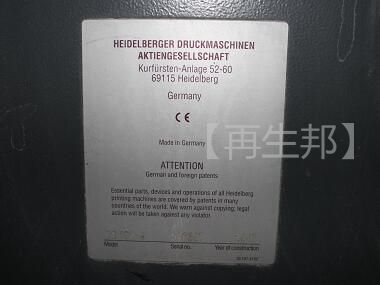 HEIDELBERGER DRUCKMASCHINEN
AKTIENGESELLSCHAFT
Kurfürsten-Anlage 52-60
69115 Heidelberg
Germany
CE
Made in Germany
【再生邦】
ATTENTION
German and foreign patents
Essential parts, devices and operations of all Heidelberg
printing machines are covered by patents in many
countries of the world. We warn against copying; legal
action will be taken against any violator.
Model Serial no. Year of construction